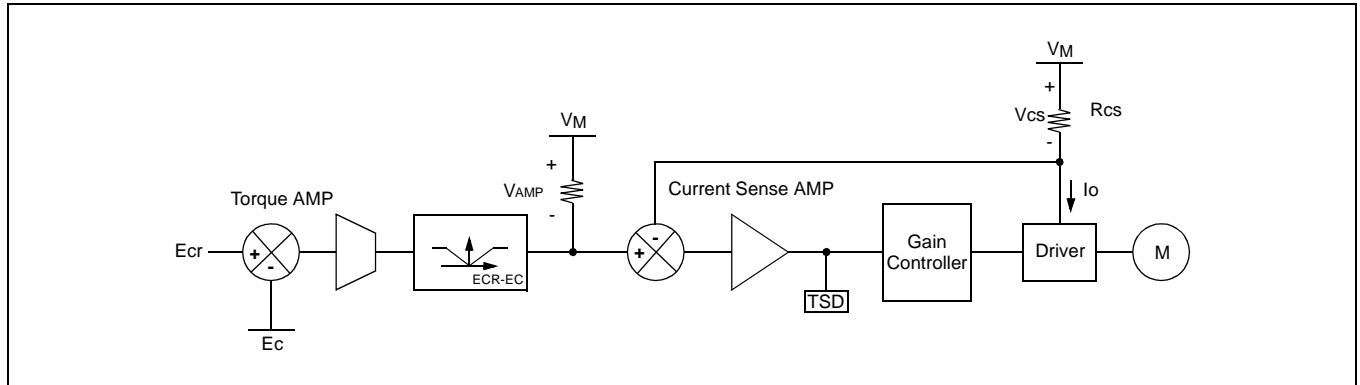 VM
+
Vcs
Rcs
-
VM
+
VAMP
-
Torque AMP
Current Sense AMP
Io
Ecr
+
-
ECR-EC
+
-
Gain
Controller
Driver
M
TSD
Ec